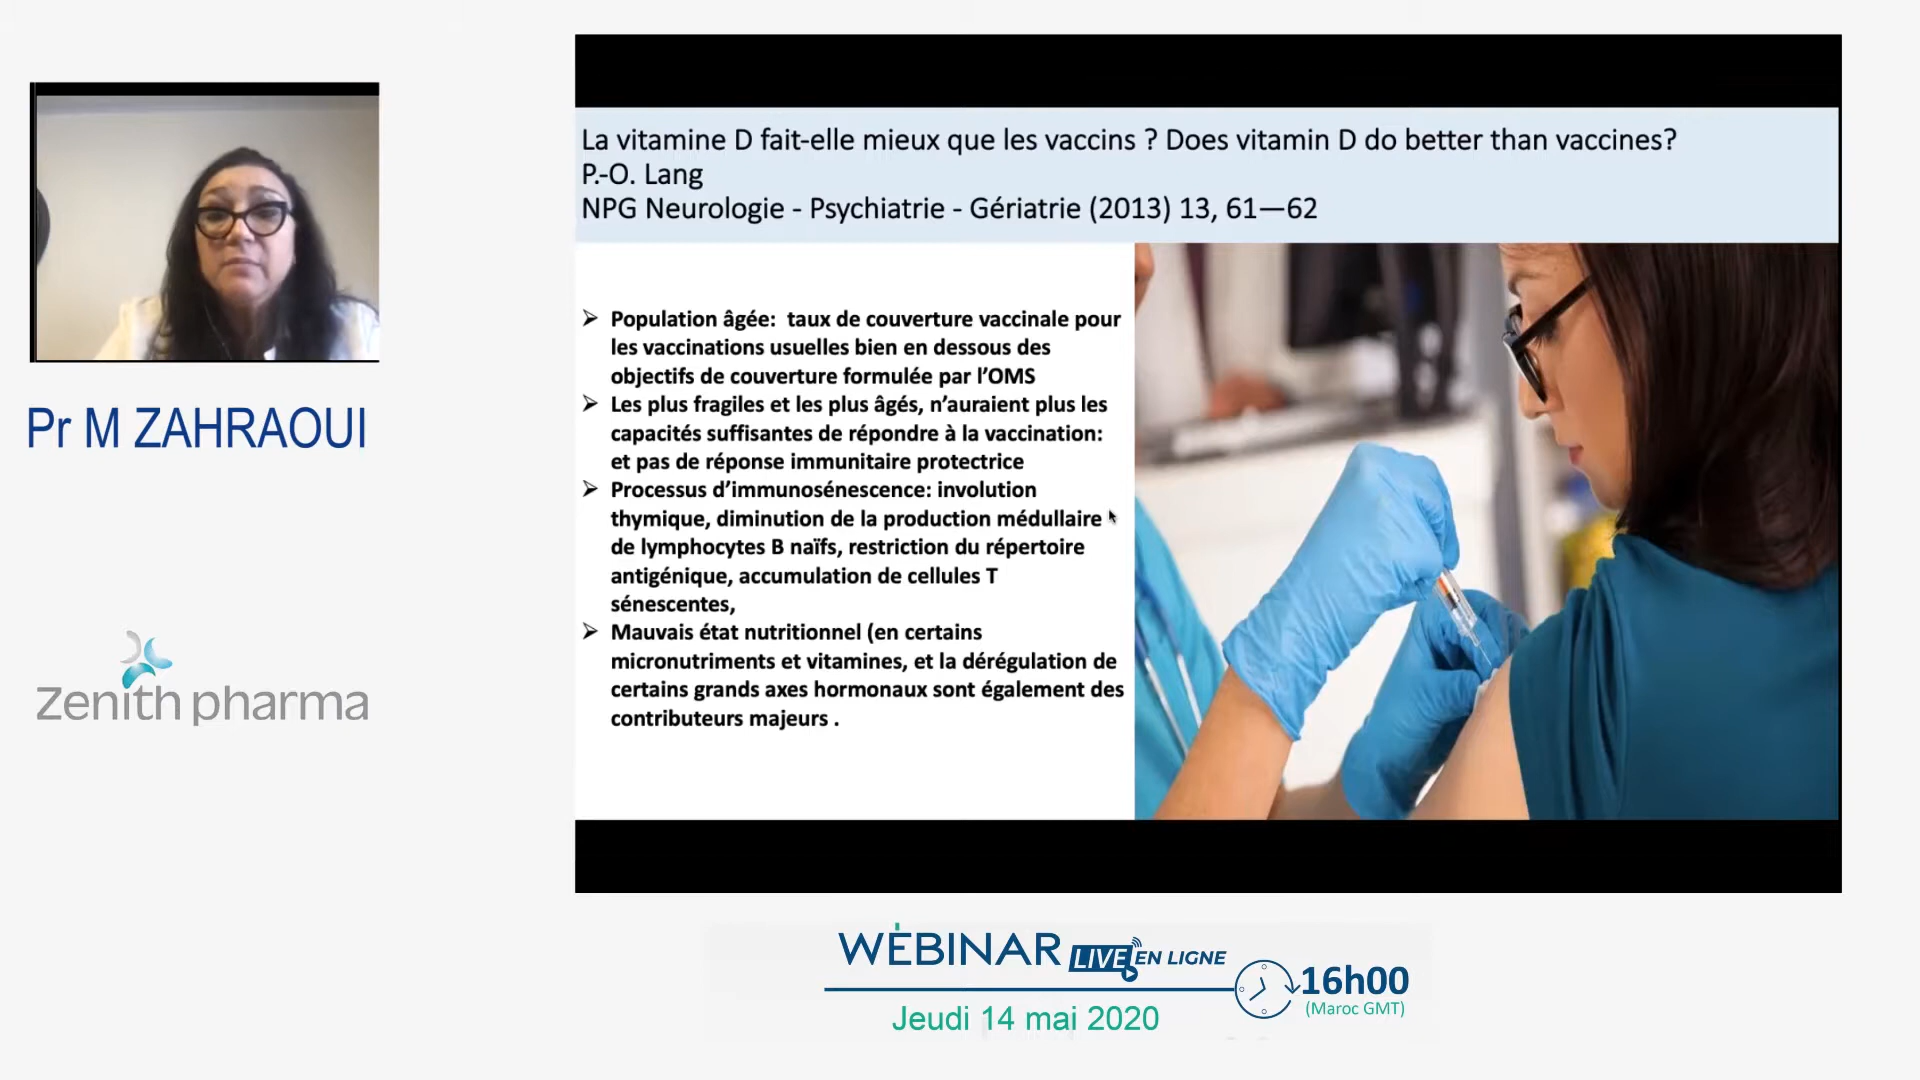 La vitamine D fait-elle mieux que les vaccins ? Does vitamin D do better than vaccines?
P.-O. Lang
NPG Neurologie - Psychiatrie - Gériatrie (2013) 13, 61—62
Population âgée: taux de couverture vaccinale pour
les vaccinations usuelles bien en dessous des
objectifs de couverture formulée par l'OMS
Les plus fragiles et les plus âgés, n'auraient plus les
capacités suffisantes de répondre à la vaccination:
et pas de réponse immunitaire protectrice
Processus d'immunosénescence: involution
thymique, diminution de la production médullaire
de lymphocytes B naïfs, restriction du répertoire
antigénique, accumulation de cellules T
sénescentes,
Mauvais état nutritionnel (en certains
micronutriments et vitamines, et la dérégulation de
certains grands axes hormonaux sont également des
contributeurs majeurs .
Pr M ZAHRAOUI
zenith pharma
WEBINAR LIVE EN LIGNE
16h00
(Maroc GMT)
Jeudi 14 mai 2020